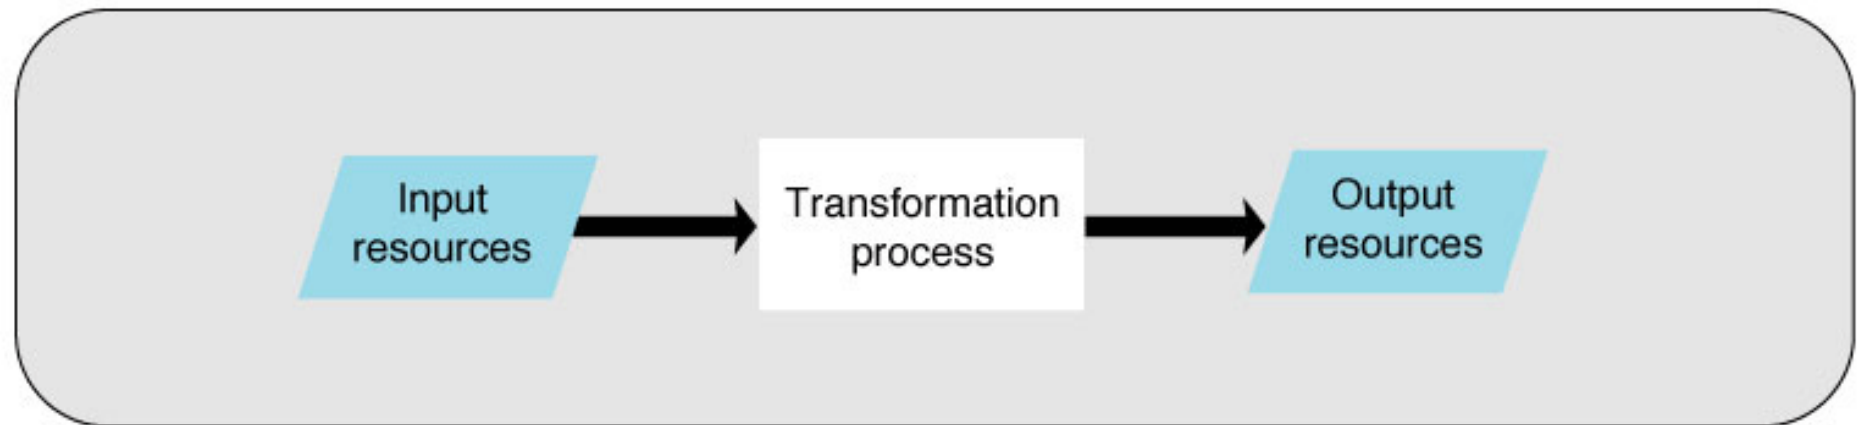 Input
resources
Transformation
process
Output
resources